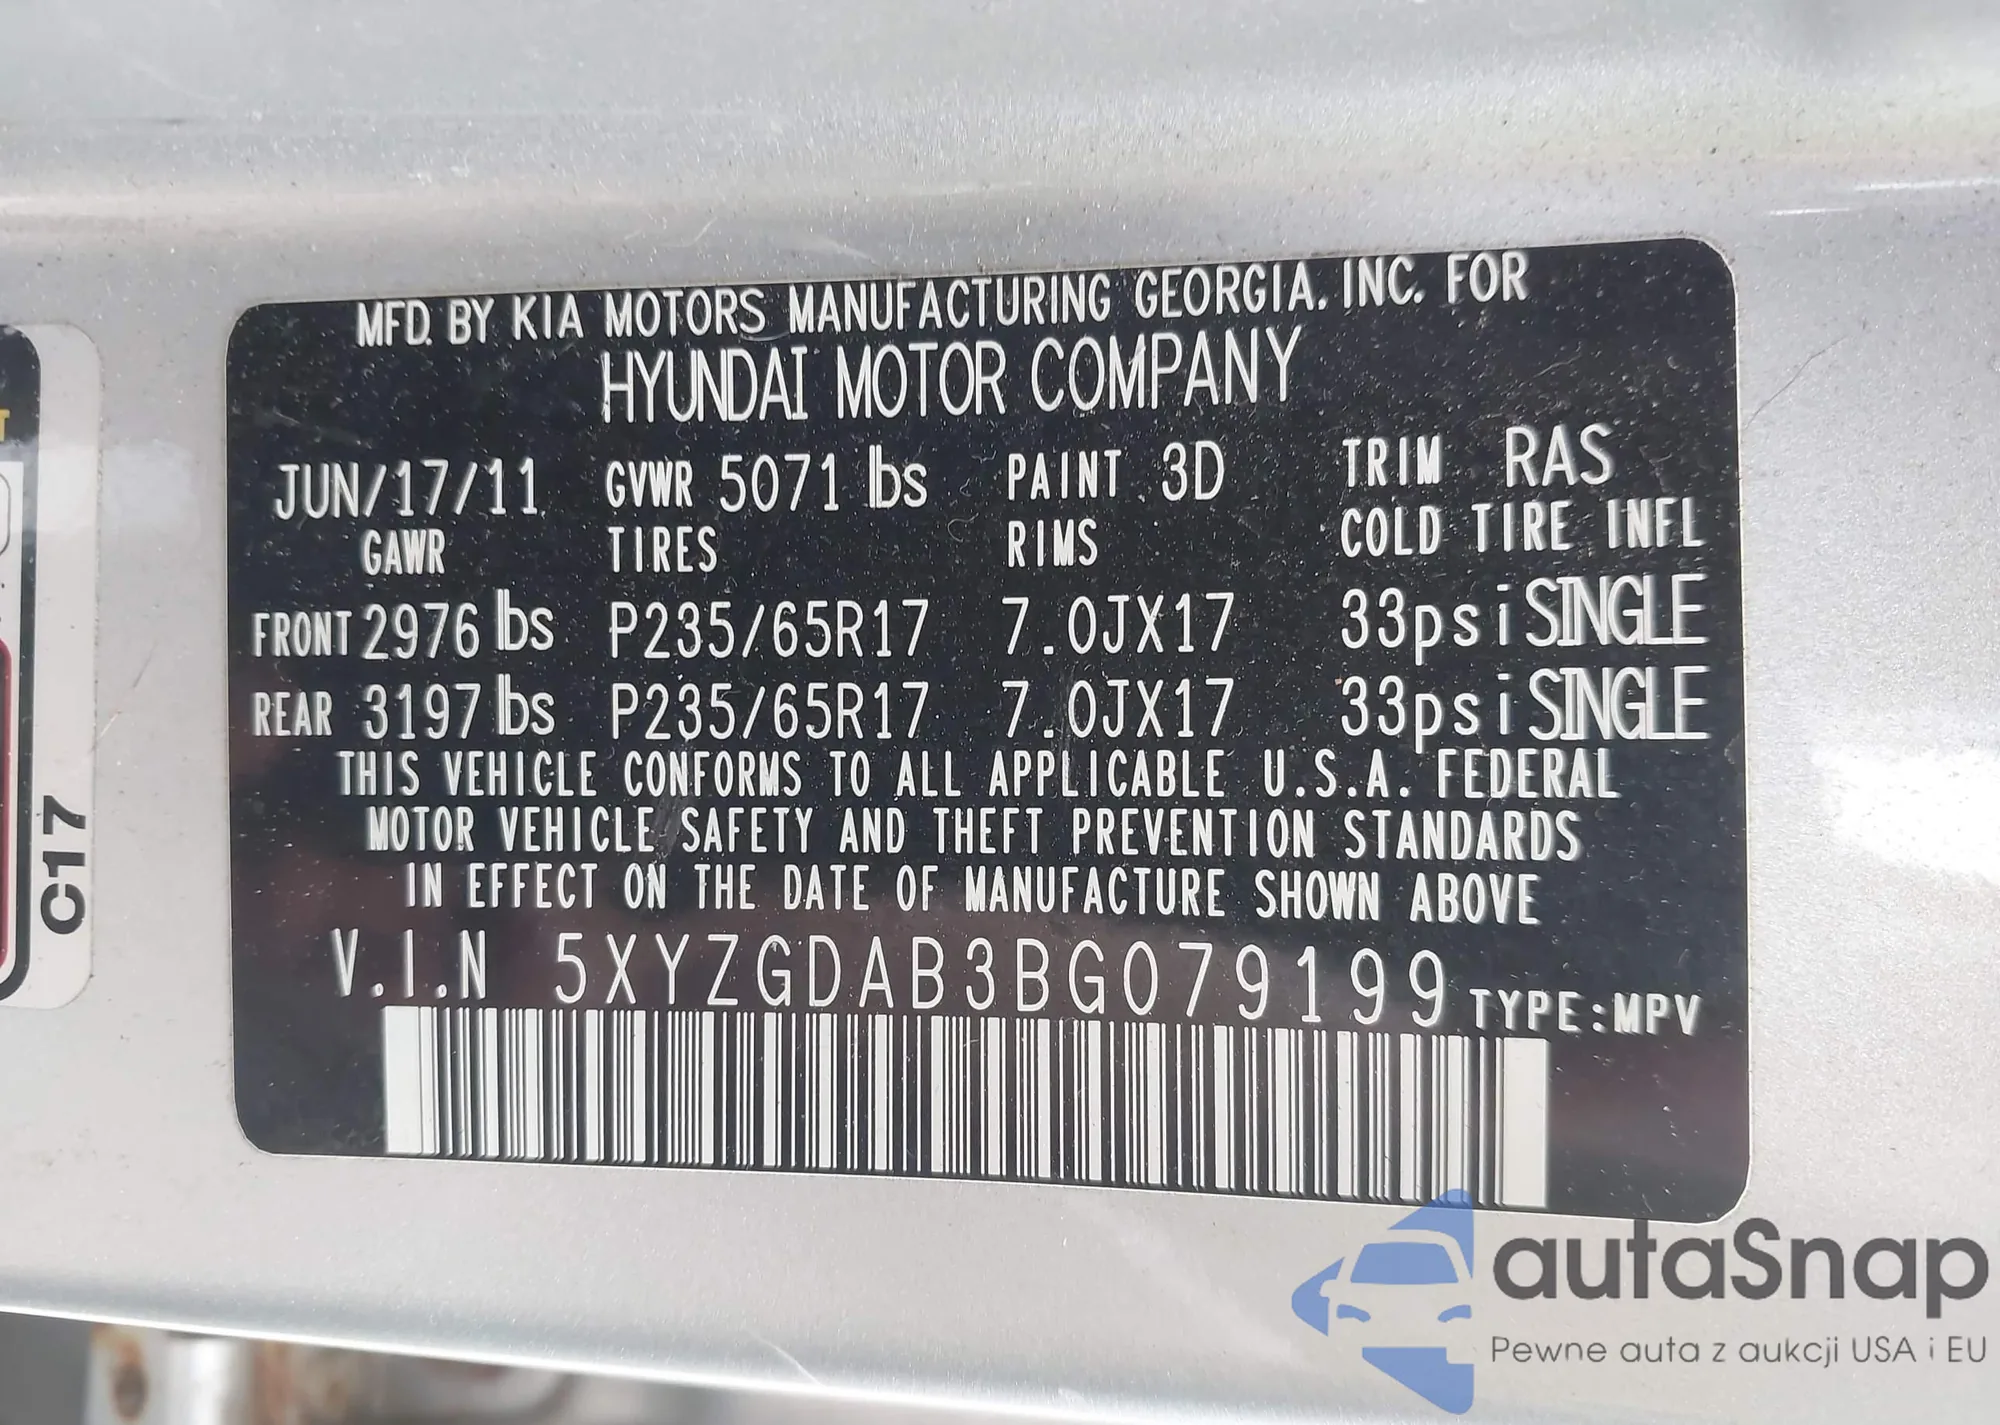 MFD. BY KIA MOTORS MANUFACTURING GEORGIA. INC. FOR
HYUNDAI MOTOR COMPANY
JUN/17/11 GVWR 5071 lbs PAINT 3D TRIM RAS
GAWR TIRES RIMS COLD TIRE INFL
FRONT 2976 lbs P235/65R17 7.0JX17 33psi SINGLE
REAR 3197 lbs P235/65R17 7.0JX17 33psi SINGLE
THIS VEHICLE CONFORMS TO ALL APPLICABLE U.S.A. FEDERAL
MOTOR VEHICLE SAFETY AND THEFT PREVENTION STANDARDS
IN EFFECT ON THE DATE OF MANUFACTURE SHOWN ABOVE
V.I.N 5XYZGDAB3BG079199 TYPE:MPV
C17
T
autaSnap
Pewne auta z aukcji USA i EU